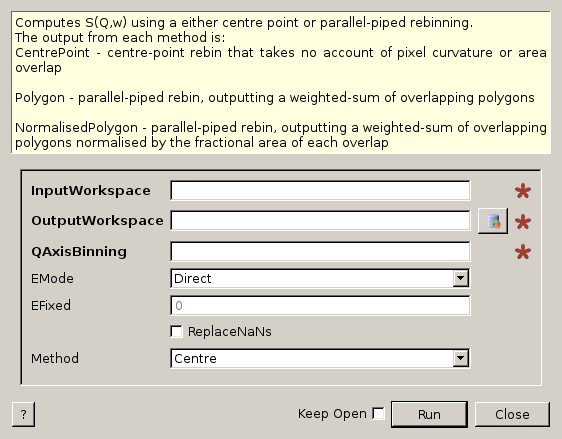 Computes S(Q,w) using a either centre point or parallel-piped rebinning.
The output from each method is:
CentrePoint - centre-point rebin that takes no account of pixel curvature or area
overlap
Polygon - parallel-piped rebin, outputting a weighted-sum of overlapping polygons
NormalisedPolygon - parallel-piped rebin, outputting a weighted-sum of overlapping
polygons normalised by the fractional area of each overlap
InputWorkspace
OutputWorkspace
QAxisBinning
EMode Direct
EFixed 0
ReplaceNaNs
Method Centre
? Keep Open Run Close